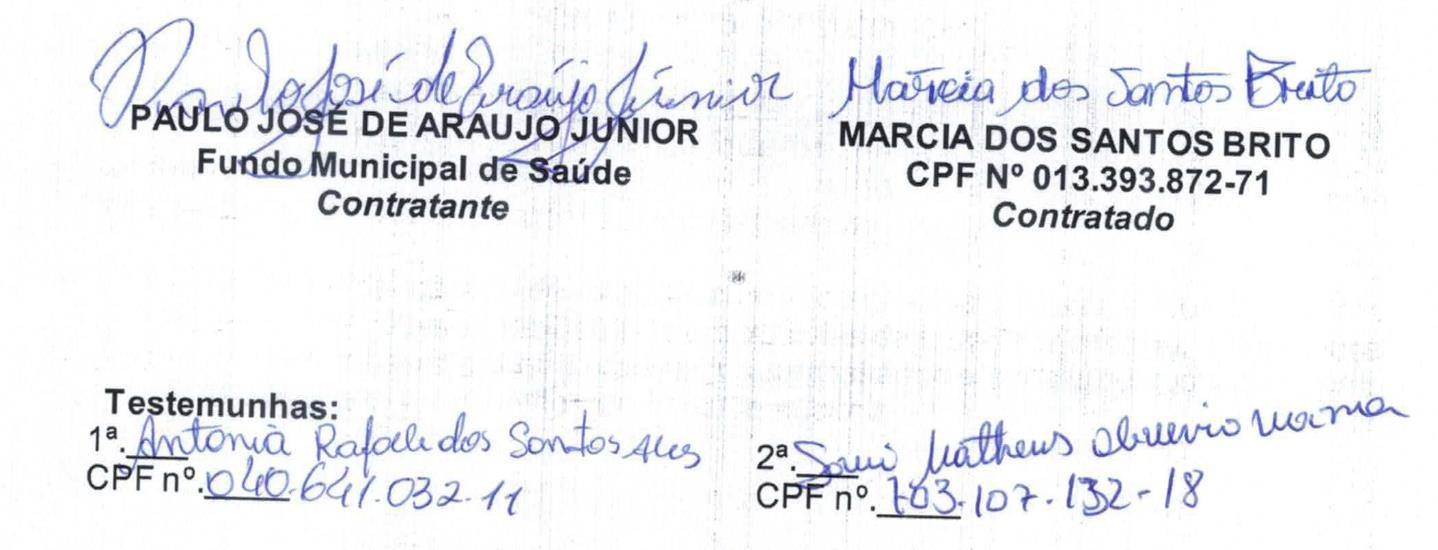 Paulo José de Araújo Júnior
PAULO JOSÉ DE ARAUJO JUNIOR
Fundo Municipal de Saúde
Contratante
Marcia dos Santos Brito
MARCIA DOS SANTOS BRITO
CPF Nº 013.393.872-71
Contratado
Testemunhas:
1ª. Antonia Rafaele dos Santos Alves
CPF nº. 040.641.032-11
2ª. Matheus
CPF nº. 703.107.132-18